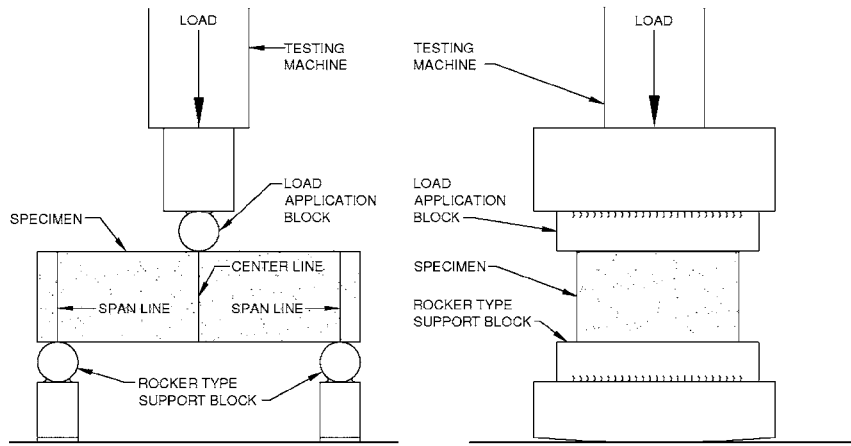 LOAD
TESTING
MACHINE
LOAD
APPLICATION
BLOCK
SPECIMEN
CENTER LINE
SPAN LINE
SPAN LINE
ROCKER TYPE
SUPPORT BLOCK
LOAD
TESTING
MACHINE
LOAD
APPLICATION
BLOCK
SPECIMEN
ROCKER TYPE
SUPPORT BLOCK